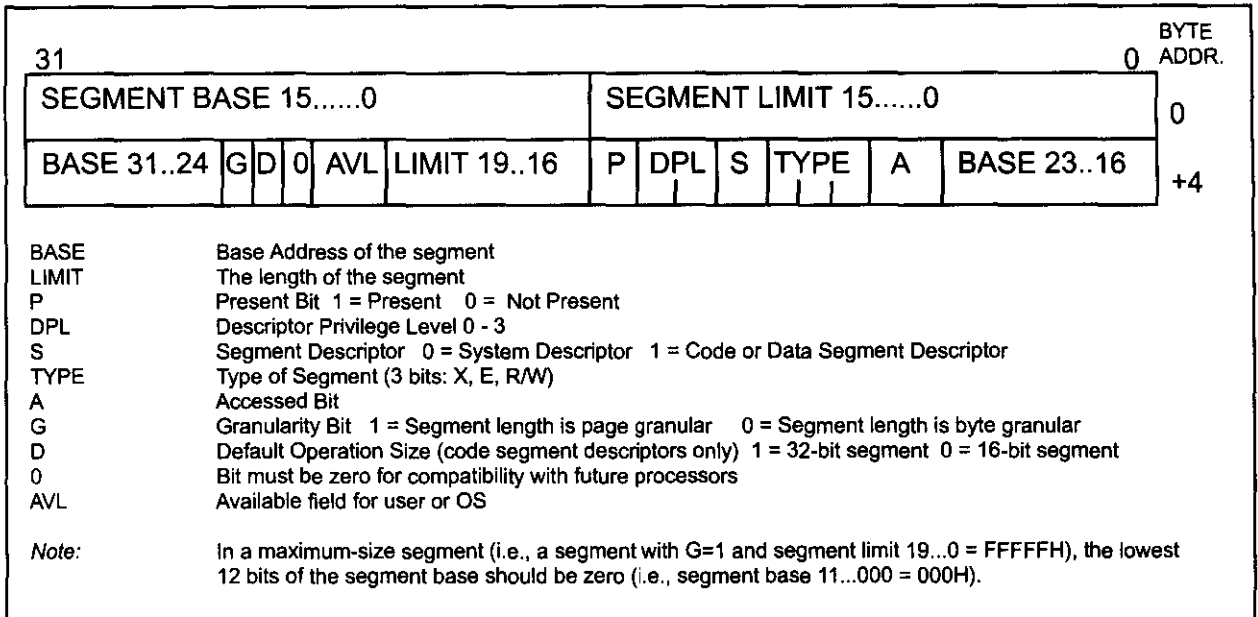 BYTE
31 0 ADDR.
SEGMENT BASE 15......0 SEGMENT LIMIT 15......0 0
BASE 31..24 G D 0 AVL LIMIT 19..16 P DPL S TYPE A BASE 23..16 +4
BASE Base Address of the segment
LIMIT The length of the segment
P Present Bit 1 = Present 0 = Not Present
DPL Descriptor Privilege Level 0 - 3
S Segment Descriptor 0 = System Descriptor 1 = Code or Data Segment Descriptor
TYPE Type of Segment (3 bits: X, E, R/W)
A Accessed Bit
G Granularity Bit 1 = Segment length is page granular 0 = Segment length is byte granular
D Default Operation Size (code segment descriptors only) 1 = 32-bit segment 0 = 16-bit segment
0 Bit must be zero for compatibility with future processors
AVL Available field for user or OS
Note: In a maximum-size segment (i.e., a segment with G=1 and segment limit 19...0 = FFFFFH), the lowest
12 bits of the segment base should be zero (i.e., segment base 11...000 = 000H).